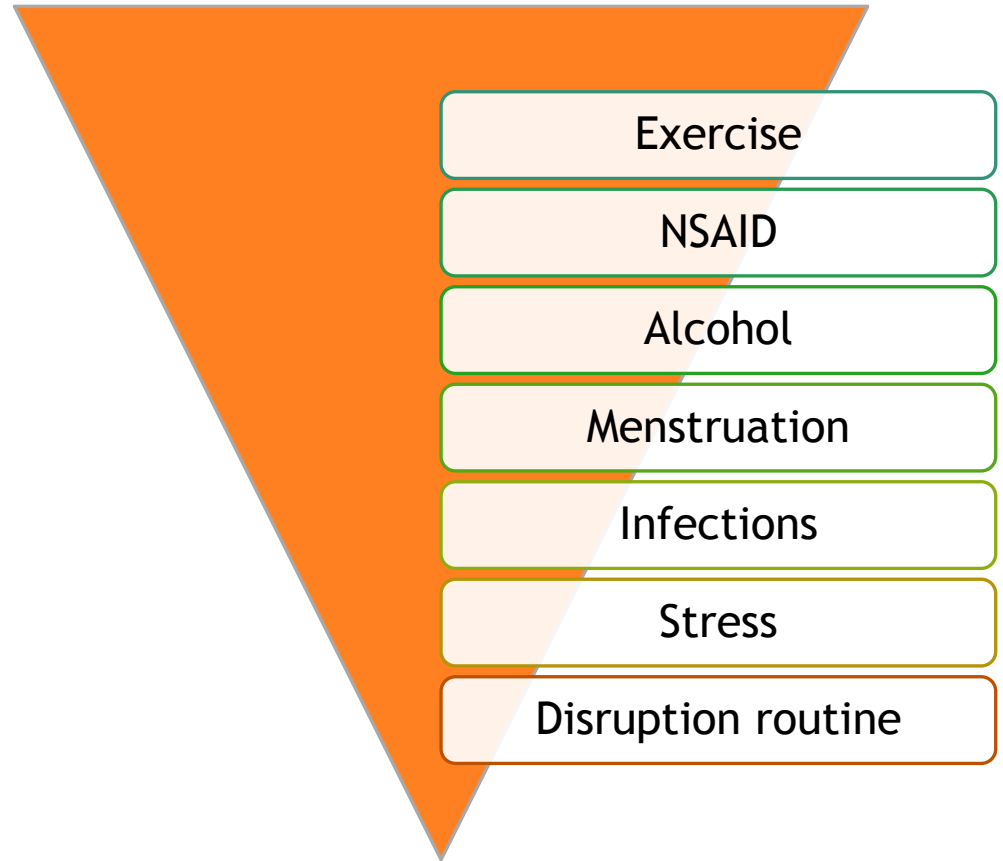 Exercise
NSAID
Alcohol
Menstruation
Infections
Stress
Disruption routine